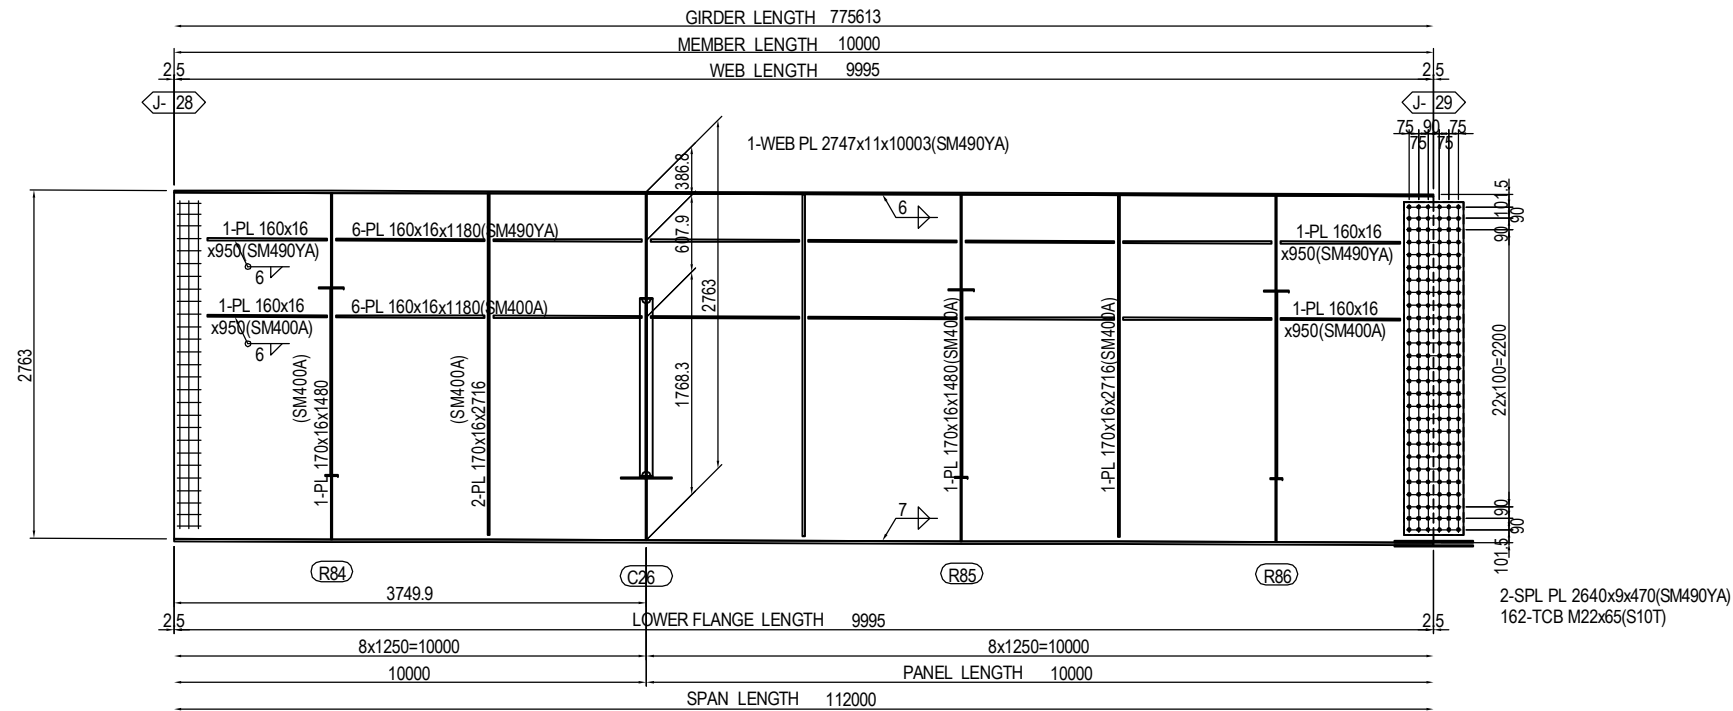 GIRDER LENGTH 775613
MEMBER LENGTH 10000
2.5 WEB LENGTH 9995 2.5
J- 28
J- 29
75 90 75
75 75
1-WEB PL 2747x11x10003(SM490YA)
386.8
607.9
2763
1768.3
2763
6
1-PL 160x16
x950(SM490YA)
6
6-PL 160x16x1180(SM490YA)
1-PL 160x16
x950(SM490YA)
1-PL 160x16
x950(SM400A)
6
6-PL 160x16x1180(SM400A)
1-PL 160x16
x950(SM400A)
(SM400A)
1-PL 170x16x1480
(SM400A)
2-PL 170x16x2716
1-PL 170x16x1480(SM400A)
1-PL 170x16x2716(SM400A)
7
101.5
90
90
22x100=2200
90
90
101.5
R84
C26
R85
R86
2-SPL PL 2640x9x470(SM490YA)
162-TCB M22x65(S10T)
3749.9
2.5 LOWER FLANGE LENGTH 9995 2.5
8x1250=10000 8x1250=10000
10000 PANEL LENGTH 10000
SPAN LENGTH 112000